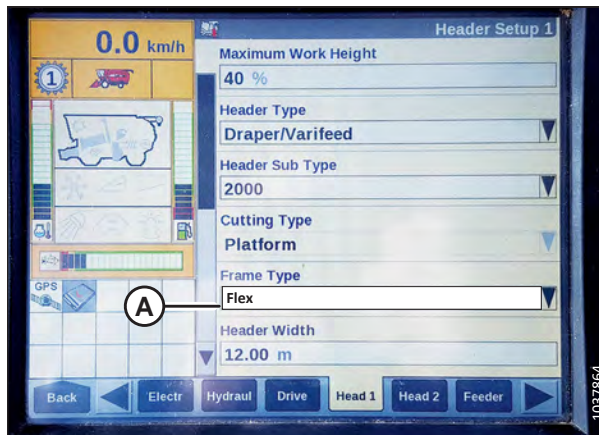 Header Setup 1
0.0 km/h
1
Maximum Work Height
40 %
Header Type
Draper/Varifeed
Header Sub Type
2000
Cutting Type
Platform
Frame Type
Flex
A
GPS
Header Width
12.00 m
Back
Electr
Hydraul
Drive
Head 1
Head 2
Feeder
1037864